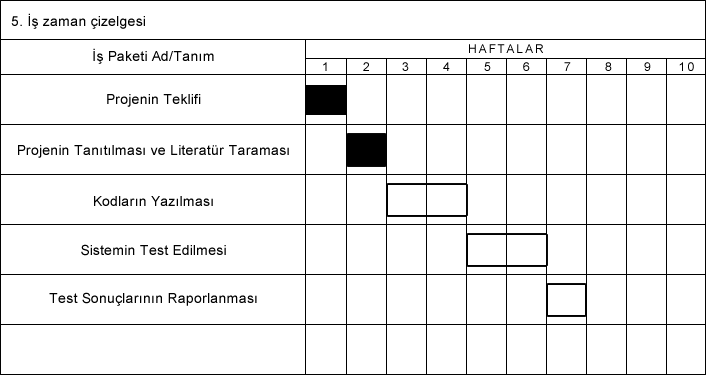 5. İş zaman çizelgesi
İş Paketi Ad/Tanım
HAFTALAR
1 2 3 4 5 6 7 8 9 10
Projenin Teklifi
Projenin Tanıtılması ve Literatür Taraması
Kodların Yazılması
Sistemin Test Edilmesi
Test Sonuçlarının Raporlanması